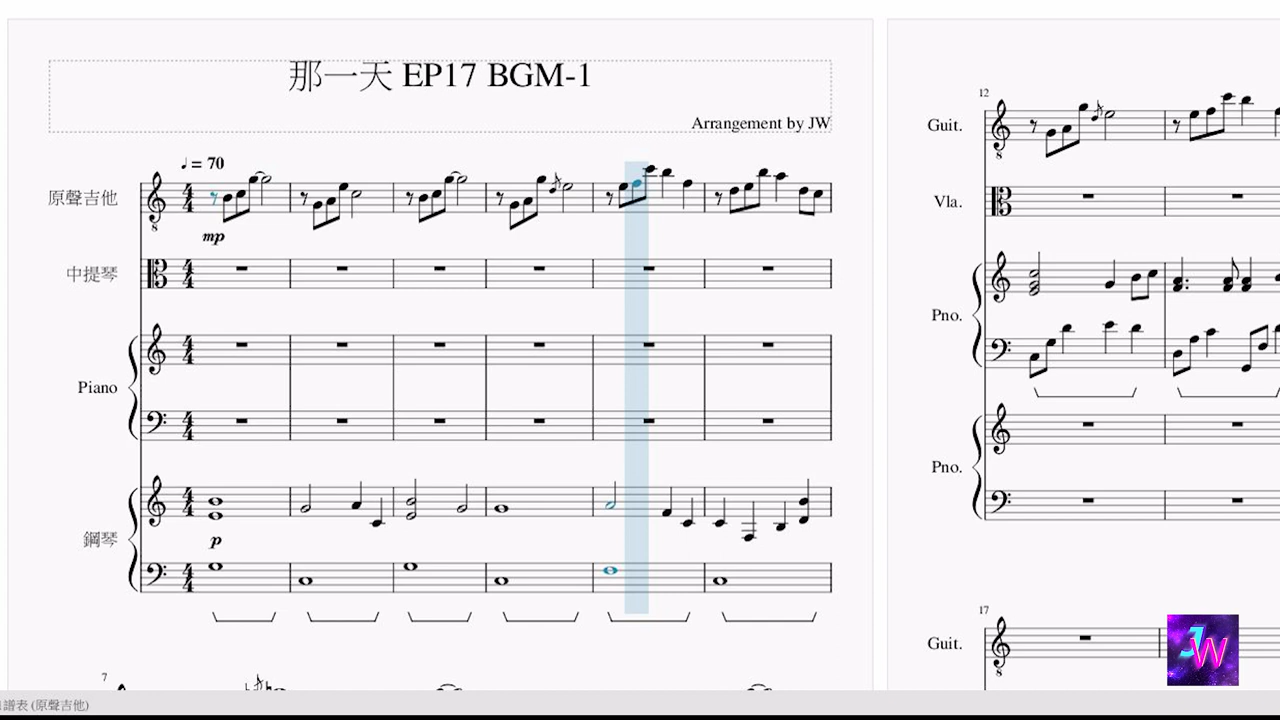 那一天 EP17 BGM-1
Arrangement by JW
♩ = 70
原聲吉他
mp
中提琴
Piano
鋼琴
p
7
12
Guit.
Vla.
Pno.
Pno.
17
Guit.
JW
譜表 (原聲吉他)